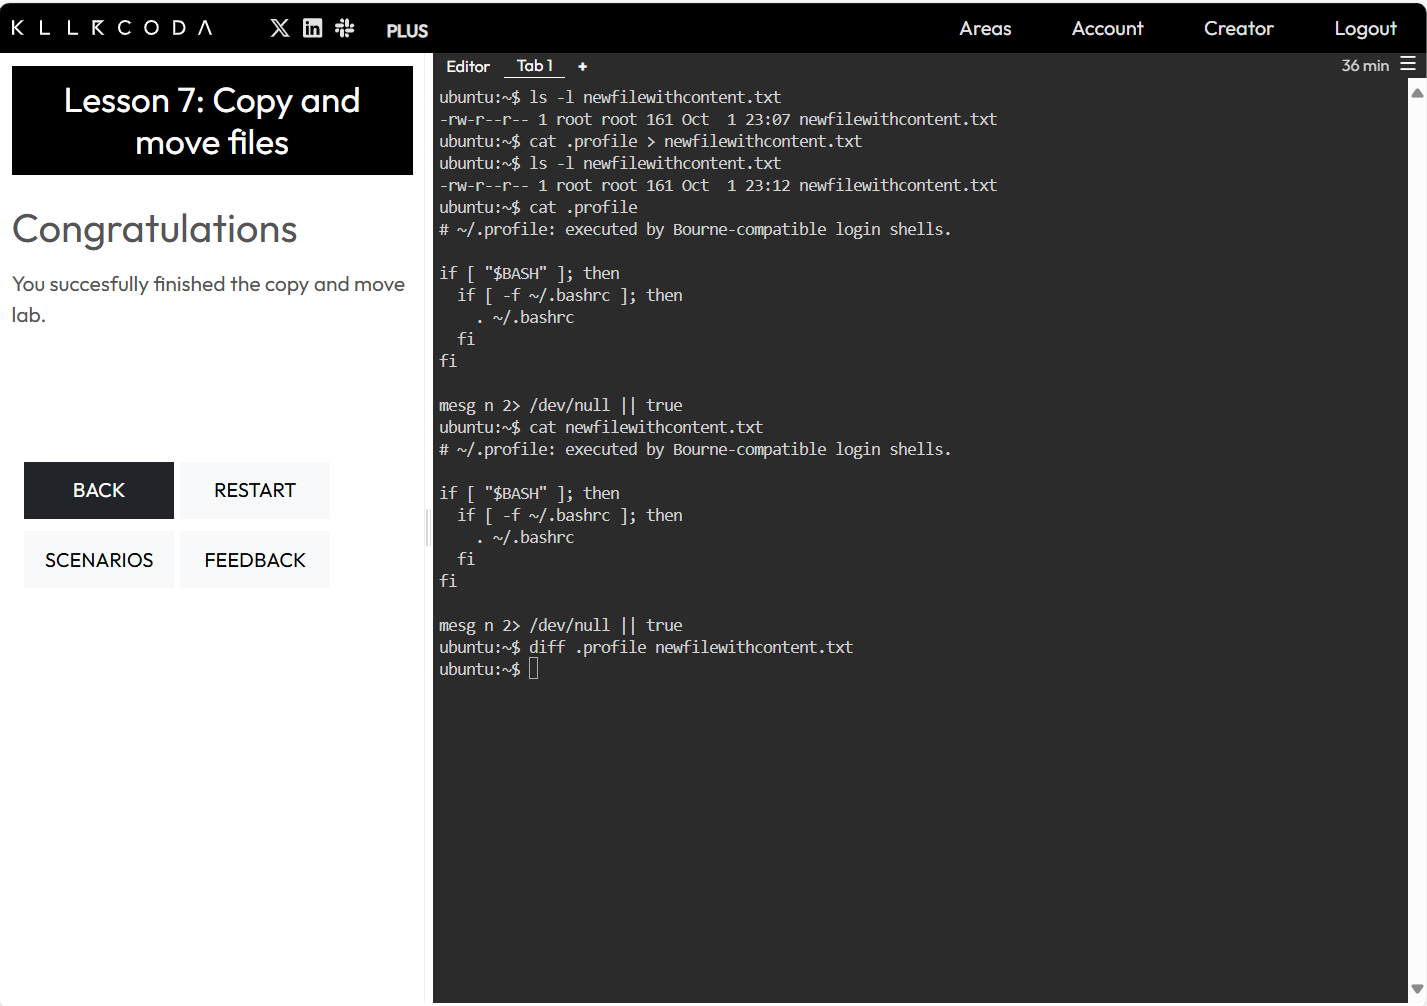 KLLRCODA PLUS Areas Account Creator Logout
Lesson 7: Copy and
move files
Congratulations
You succesfully finished the copy and move
lab.
BACK RESTART
SCENARIOS FEEDBACK
Editor Tab 1 + 36 min
ubuntu:~$ ls -l newfilewithcontent.txt
-rw-r--r-- 1 root root 161 Oct  1 23:07 newfilewithcontent.txt
ubuntu:~$ cat .profile > newfilewithcontent.txt
ubuntu:~$ ls -l newfilewithcontent.txt
-rw-r--r-- 1 root root 161 Oct  1 23:12 newfilewithcontent.txt
ubuntu:~$ cat .profile
# ~/.profile: executed by Bourne-compatible login shells.
if [ "$BASH" ]; then
  if [ -f ~/.bashrc ]; then
    . ~/.bashrc
  fi
fi
mesg n 2> /dev/null || true
ubuntu:~$ cat newfilewithcontent.txt
# ~/.profile: executed by Bourne-compatible login shells.
if [ "$BASH" ]; then
  if [ -f ~/.bashrc ]; then
    . ~/.bashrc
  fi
fi
mesg n 2> /dev/null || true
ubuntu:~$ diff .profile newfilewithcontent.txt
ubuntu:~$